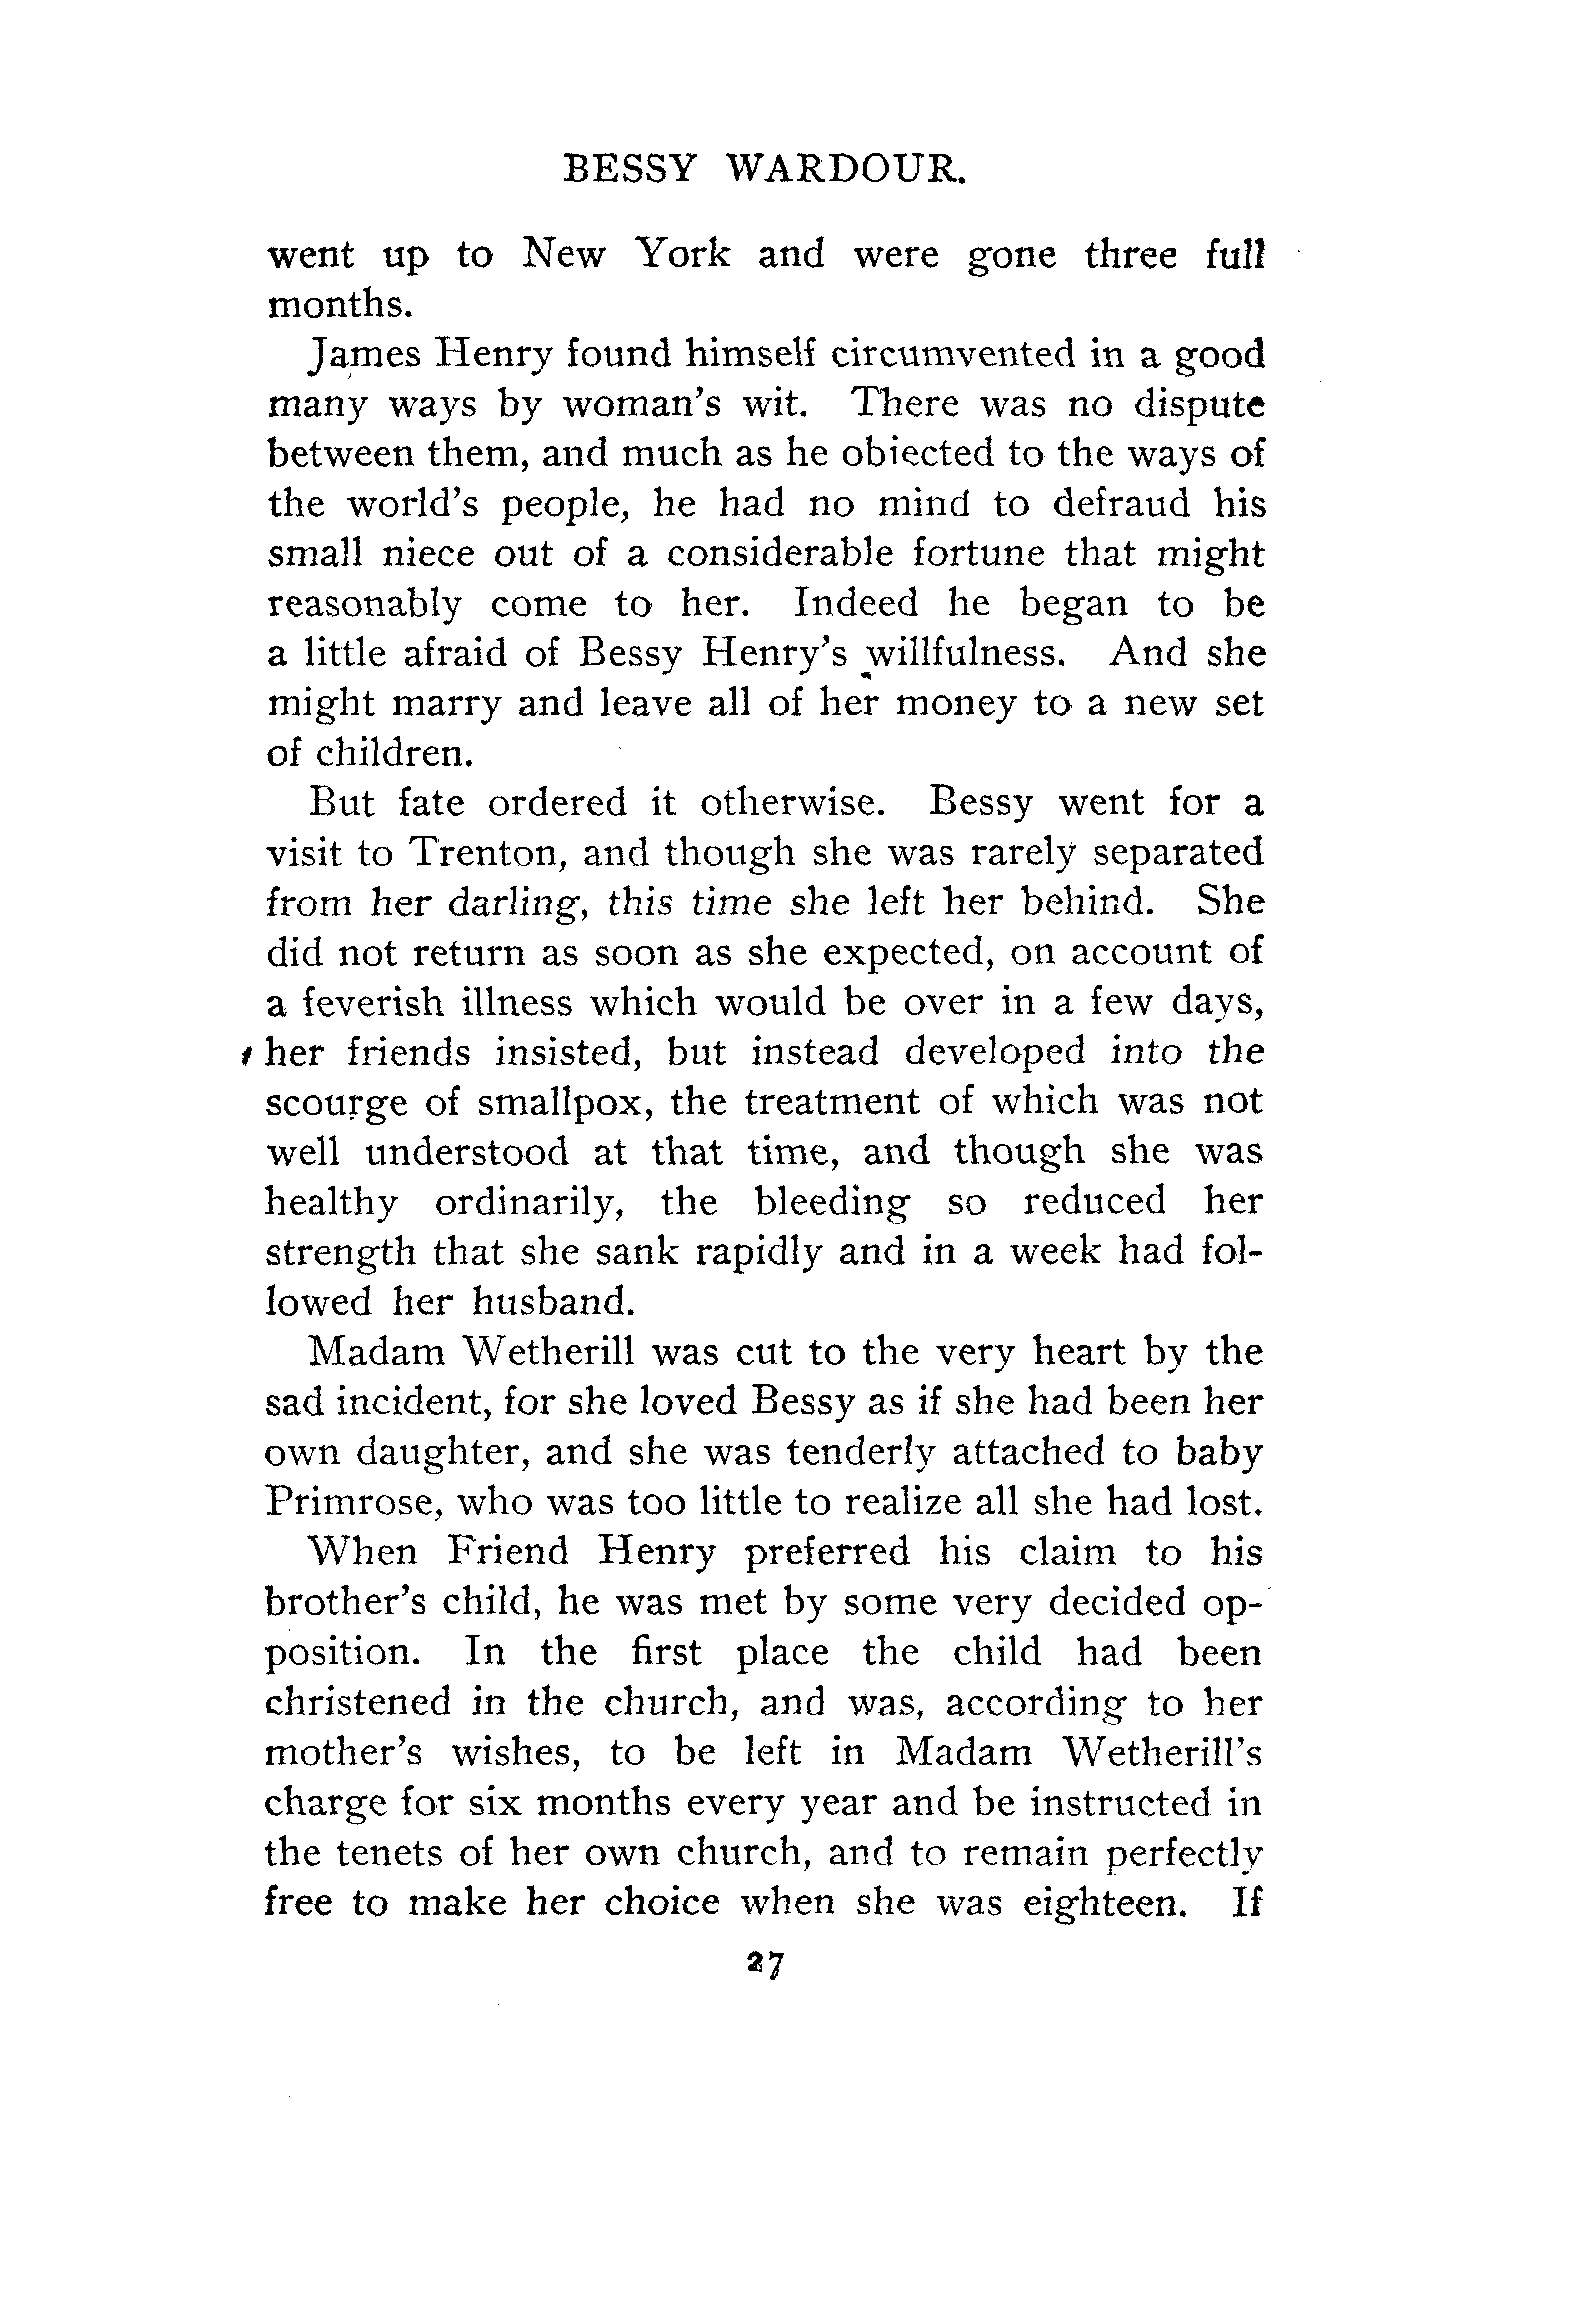 BESSY WARDOUR.
went up to New York and were gone three full
months.
James Henry found himself circumvented in a good
many ways by woman's wit. There was no dispute
between them, and much as he objected to the ways of
the world's people, he had no mind to defraud his
small niece out of a considerable fortune that might
reasonably come to her. Indeed he began to be
a little afraid of Bessy Henry's willfulness. And she
might marry and leave all of her money to a new set
of children.
But fate ordered it otherwise. Bessy went for a
visit to Trenton, and though she was rarely separated
from her darling, this time she left her behind. She
did not return as soon as she expected, on account of
a feverish illness which would be over in a few days,
her friends insisted, but instead developed into the
scourge of smallpox, the treatment of which was not
well understood at that time, and though she was
healthy ordinarily, the bleeding so reduced her
strength that she sank rapidly and in a week had fol-
lowed her husband.
Madam Wetherill was cut to the very heart by the
sad incident, for she loved Bessy as if she had been her
own daughter, and she was tenderly attached to baby
Primrose, who was too little to realize all she had lost.
When Friend Henry preferred his claim to his
brother's child, he was met by some very decided op-
position. In the first place the child had been
christened in the church, and was, according to her
mother's wishes, to be left in Madam Wetherill's
charge for six months every year and be instructed in
the tenets of her own church, and to remain perfectly
free to make her choice when she was eighteen. If
27